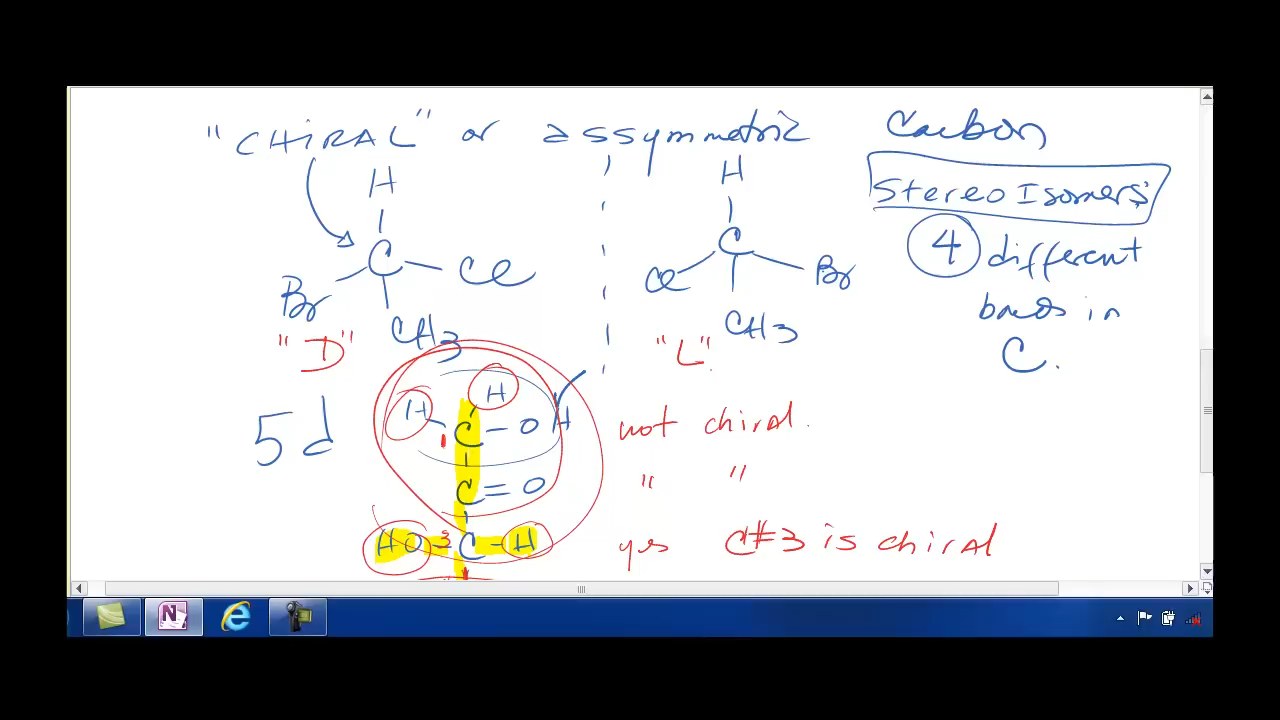 "CHIRAL" or assymmetric Carbon
Stereo Isomers
H H
4 different
C C
Br Cl Cl Br
bonds in
CH3 CH3
"D" "L"
C.
H H
5d C - OH not chiral.
1
C = O " "
HO 3 C - H yes C#3 is chiral